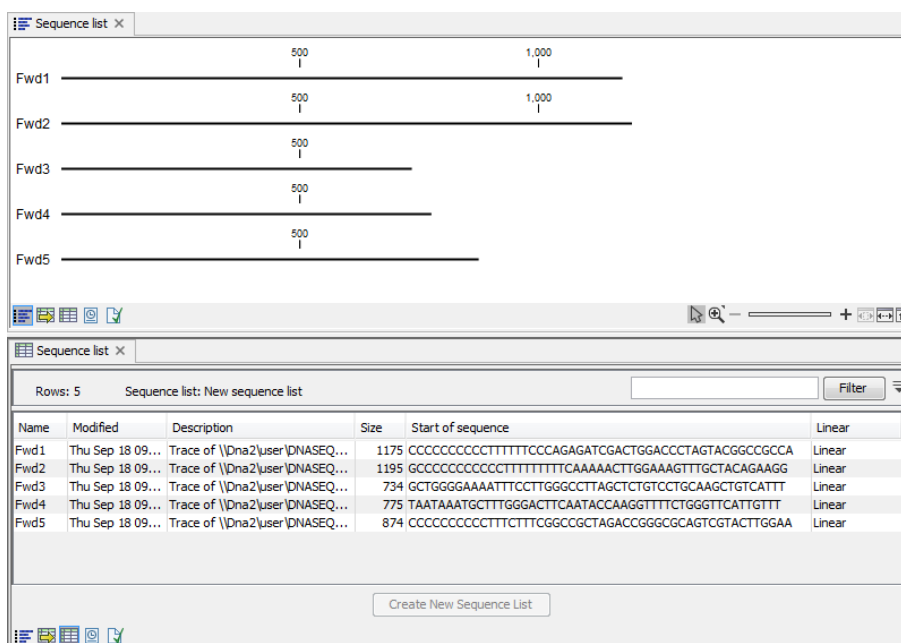 Sequence list
500 1,000
Fwd1
500 1,000
Fwd2
500
Fwd3
500
Fwd4
500
Fwd5
Sequence list
Rows: 5 Sequence list: New sequence list Filter
Name Modified Description Size Start of sequence Linear
Fwd1 Thu Sep 18 09... Trace of \\Dna2\user\DNASEQ... 1175 CCCCCCCCCCTTTTTTCCCAGAGATCGACTGGACCCTAGTACGGCCGCCA Linear
Fwd2 Thu Sep 18 09... Trace of \\Dna2\user\DNASEQ... 1195 GCCCCCCCCCCCTTTTTTTTTCAAAAACTTGGAAAGTTTGCTACAGAAGG Linear
Fwd3 Thu Sep 18 09... Trace of \\Dna2\user\DNASEQ... 734 GCTGGGGAAAATTTCCTTGGGCCTTAGCTCTGTCCTGCAAGCTGTCATTT Linear
Fwd4 Thu Sep 18 09... Trace of \\Dna2\user\DNASEQ... 775 TAATAAATGCTTTGGGACTTCAATACCAAGGTTTTCTGGGTTCATTGTTT Linear
Fwd5 Thu Sep 18 09... Trace of \\Dna2\user\DNASEQ... 874 CCCCCCCCCCTTTCTTTCGGCCGCTAGACCGGGCGCAGTCGTACTTGGAA Linear
Create New Sequence List